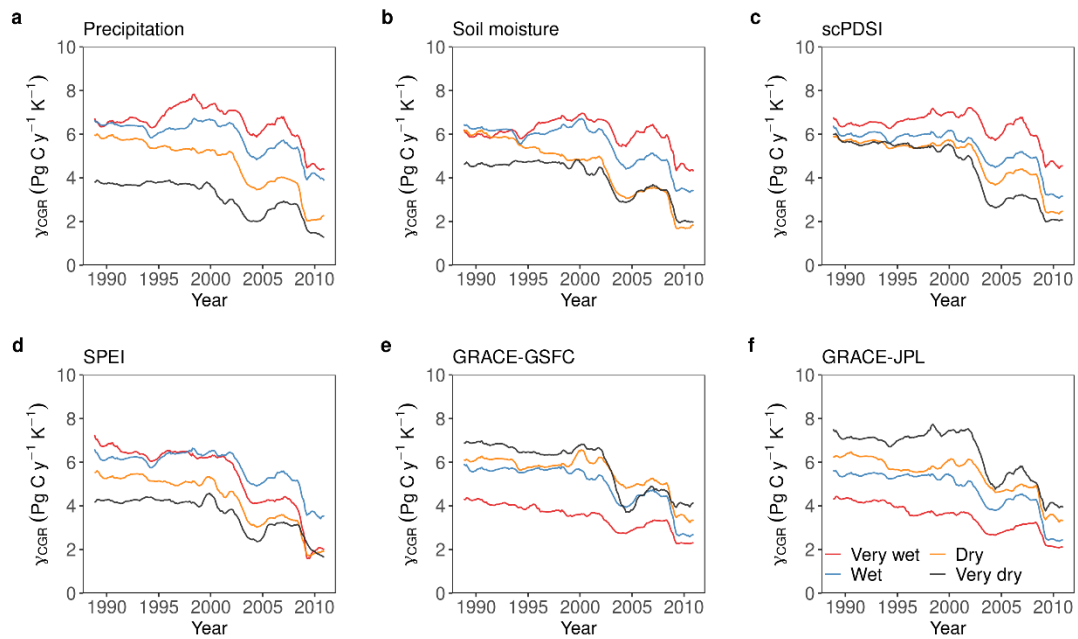 a
Precipitation
γCGR (Pg C y−1 K−1)
10
8
6
4
2
0
1990 1995 2000 2005 2010
Year
b
Soil moisture
γCGR (Pg C y−1 K−1)
10
8
6
4
2
0
1990 1995 2000 2005 2010
Year
c
scPDSI
γCGR (Pg C y−1 K−1)
10
8
6
4
2
0
1990 1995 2000 2005 2010
Year
d
SPEI
γCGR (Pg C y−1 K−1)
10
8
6
4
2
0
1990 1995 2000 2005 2010
Year
e
GRACE-GSFC
γCGR (Pg C y−1 K−1)
10
8
6
4
2
0
1990 1995 2000 2005 2010
Year
f
GRACE-JPL
γCGR (Pg C y−1 K−1)
10
8
6
4
2
0
Very wet Dry
Wet Very dry
1990 1995 2000 2005 2010
Year